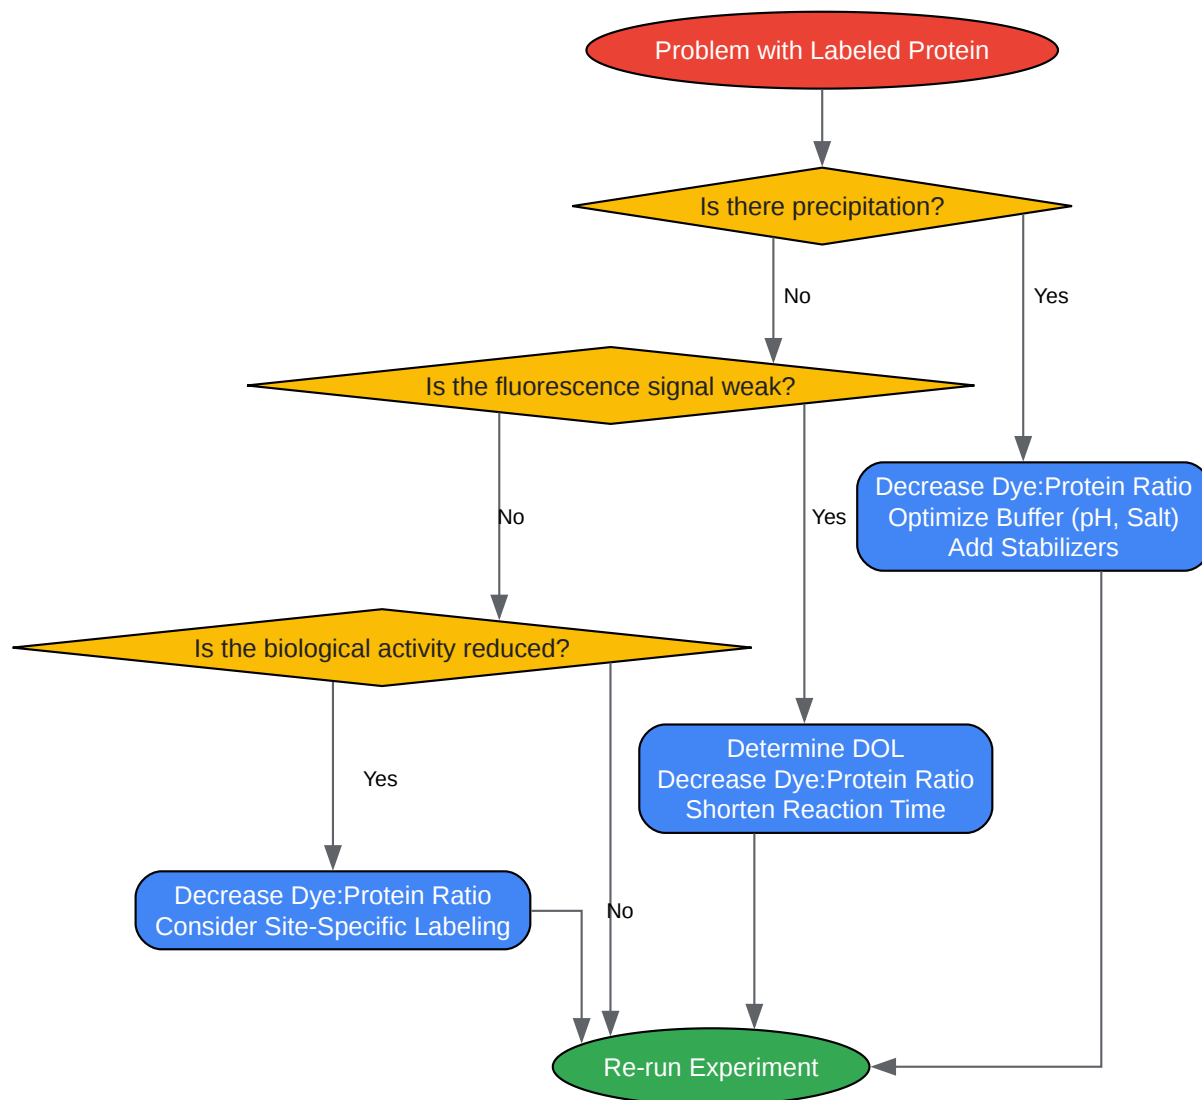 Problem with Labeled Protein
Is there precipitation?
No
Yes
Is the fluorescence signal weak?
Decrease Dye:Protein Ratio
Optimize Buffer (pH, Salt)
Add Stabilizers
No
Yes
Is the biological activity reduced?
Determine DOL
Decrease Dye:Protein Ratio
Shorten Reaction Time
Yes
Decrease Dye:Protein Ratio
Consider Site-Specific Labeling
No
Re-run Experiment